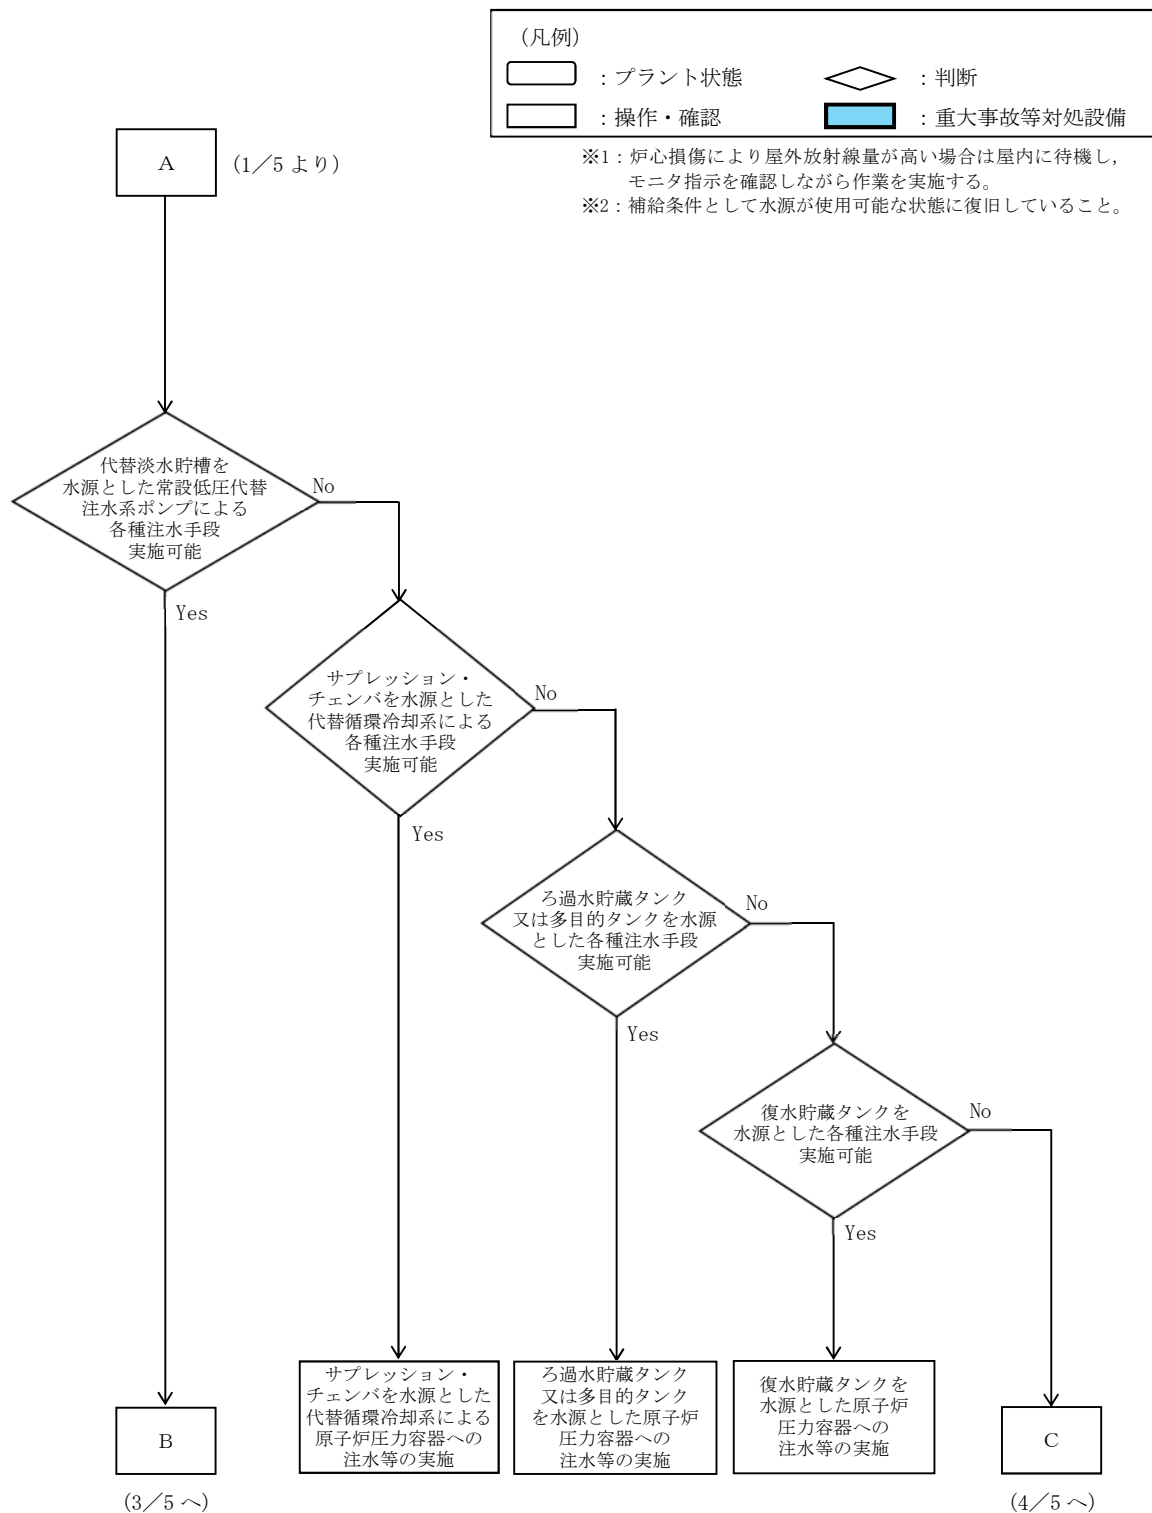 (凡例)
：プラント状態
：判断
：操作・確認
：重大事故等対処設備
※1：炉心損傷により屋外放射線量が高い場合は屋内に待機し，
モニタ指示を確認しながら作業を実施する。
※2：補給条件として水源が使用可能な状態に復旧していること。
A
(1／5 より)
代替淡水貯槽を
水源とした常設低圧代替
注水系ポンプによる
各種注水手段
実施可能
No
Yes
サプレッション・
チェンバを水源とした
代替循環冷却系による
各種注水手段
実施可能
No
Yes
ろ過水貯蔵タンク
又は多目的タンクを水源
とした各種注水手段
実施可能
No
Yes
復水貯蔵タンクを
水源とした各種注水手段
実施可能
No
Yes
B
(3／5 へ)
サプレッション・
チェンバを水源とした
代替循環冷却系による
原子炉圧力容器への
注水等の実施
ろ過水貯蔵タンク
又は多目的タンク
を水源とした原子炉
圧力容器への
注水等の実施
復水貯蔵タンクを
水源とした原子炉
圧力容器への
注水等の実施
C
(4／5 へ)